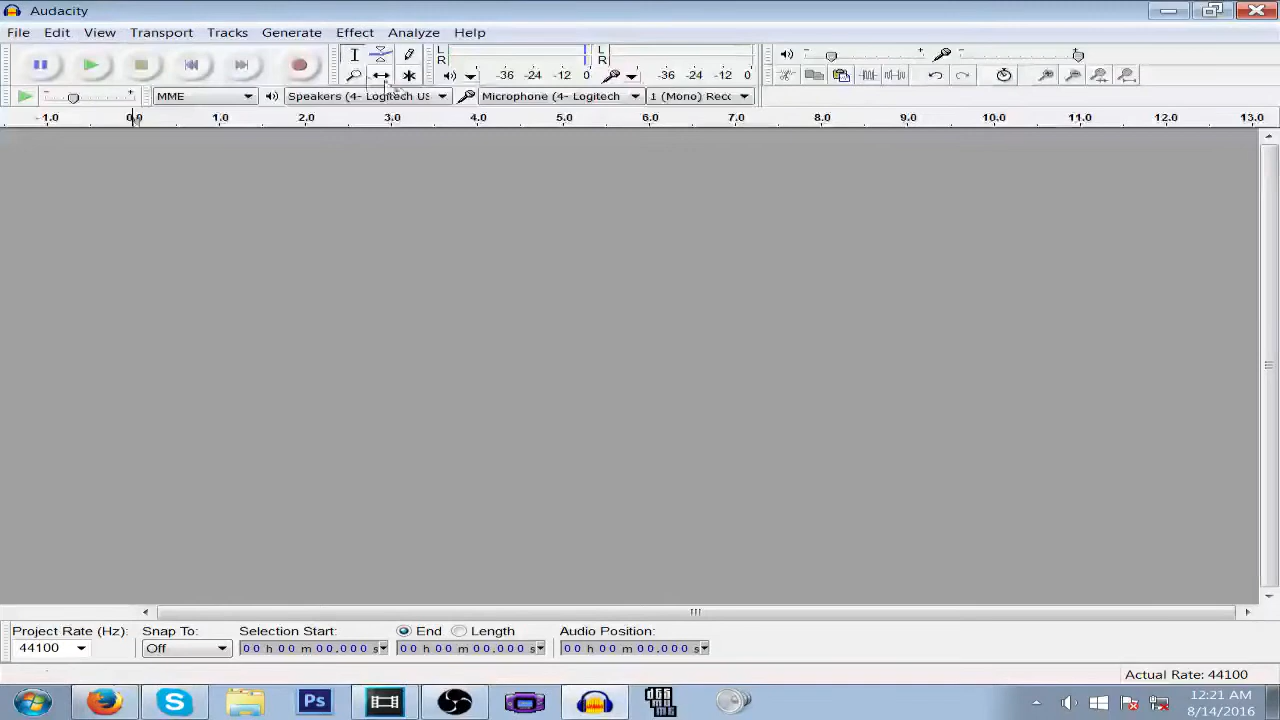 Audacity
File Edit View Transport Tracks Generate Effect Analyze Help
L R -36 -24 -12 0 L R -36 -24 -12 0
MME Speakers (4- Logitech US Microphone (4- Logitech 1 (Mono) Recc
-1.0 0.0 1.0 2.0 3.0 4.0 5.0 6.0 7.0 8.0 9.0 10.0 11.0 12.0 13.0
Project Rate (Hz): Snap To: Selection Start: End Length Audio Position:
44100 Off 00 h 00 m 00.000 s 00 h 00 m 00.000 s 00 h 00 m 00.000 s
Actual Rate: 44100
Ps
12:21 AM
8/14/2016